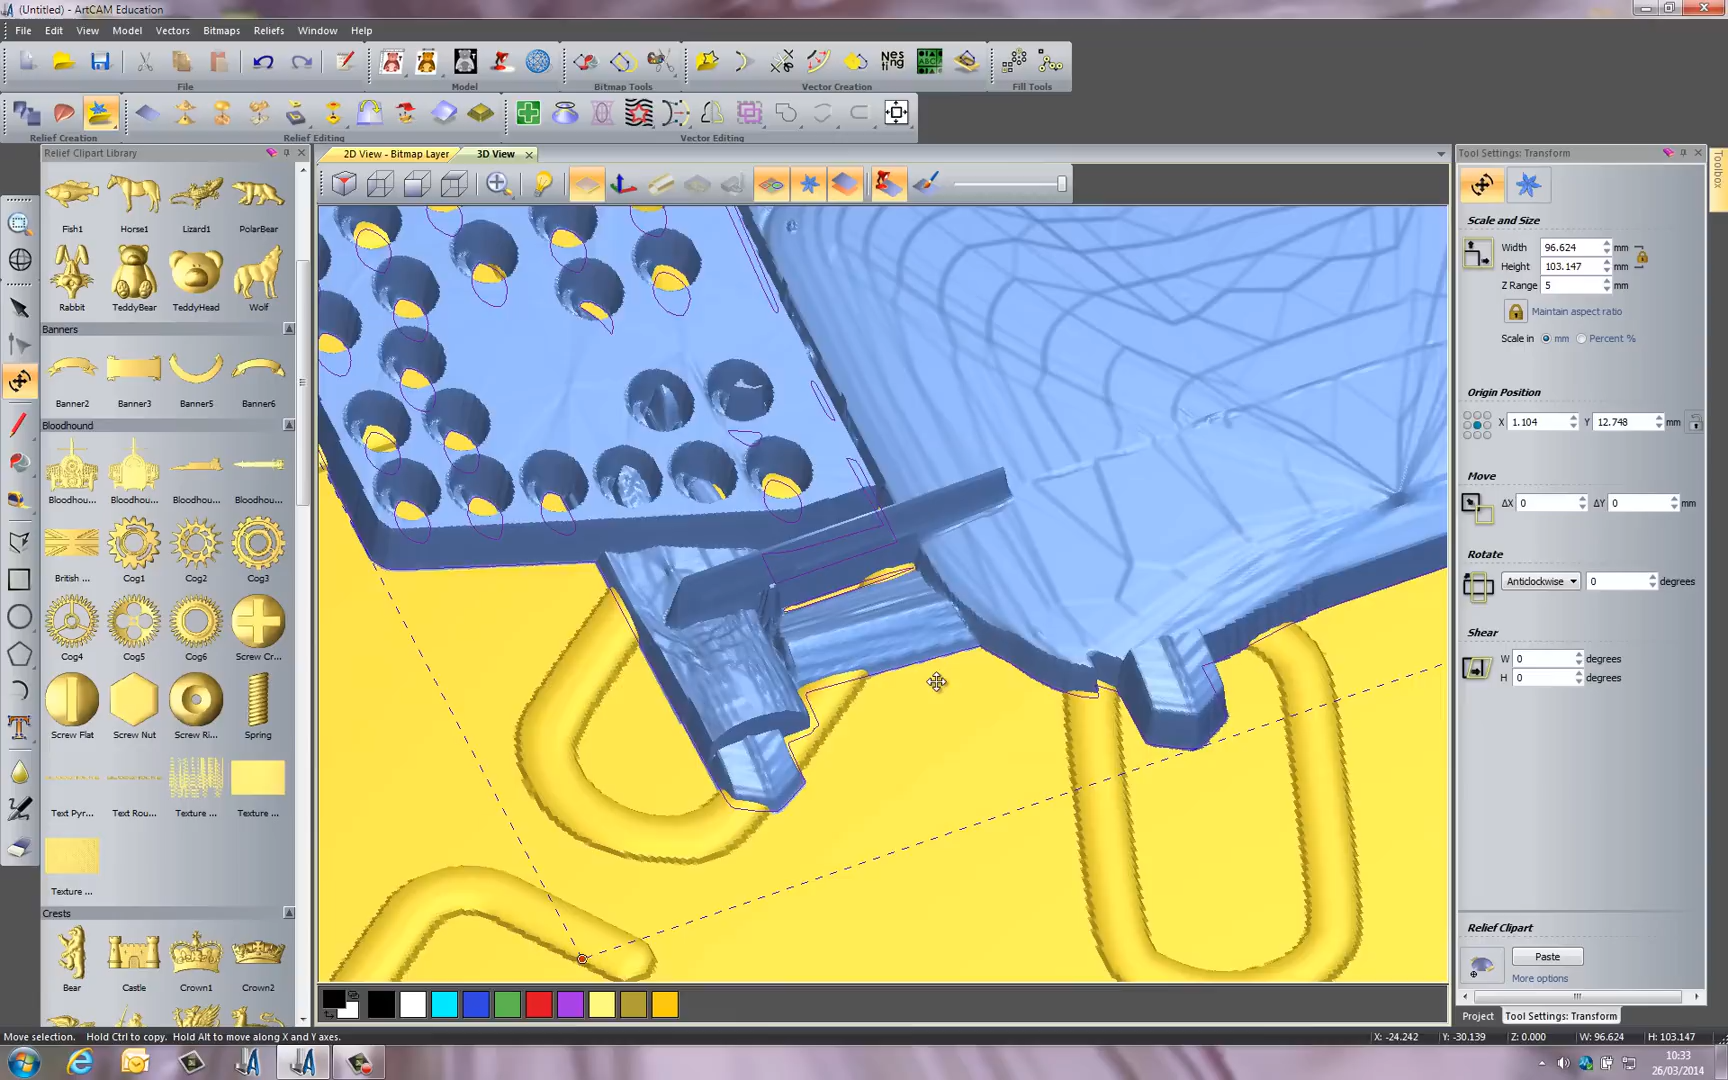 (Untitled) - ArtCAM Education
File Edit View Model Vectors Bitmaps Reliefs Window Help
Nes
ting
File Model Bitmap Tools Vector Creation Fill Tools
Relief Creation Relief Editing Vector Editing
Relief Clipart Library
2D View - Bitmap Layer 3D View
Tool Settings: Transform
Toolbox
Fish1 Horse1 Lizard1 PolarBear
Rabbit TeddyBear TeddyHead Wolf
Banners
Banner2 Banner3 Banner5 Banner6
Bloodhound
Bloodhou... Bloodhou... Bloodhou... Bloodhou...
British ... Cog1 Cog2 Cog3
Cog4 Cog5 Cog6 Screw Cr...
Screw Flat Screw Nut Screw Ri... Spring
Text Pyr... Text Rou... Texture ... Texture ...
Texture ...
Crests
Bear Castle Crown1 Crown2
Scale and Size
Width 96.624 mm
Height 103.147 mm
Z Range 5 mm
Maintain aspect ratio
Scale in mm Percent %
Origin Position
X 1.104 Y 12.748 mm
Move
ΔX 0 ΔY 0 mm
Rotate
Anticlockwise 0 degrees
Shear
W 0 degrees
H 0 degrees
Relief Clipart
Paste
More options
Project Tool Settings: Transform
Move selection. Hold Ctrl to copy. Hold Alt to move along X and Y axes.
X: -24.242 Y: -30.139 Z: 0.000 W: 96.624 H: 103.147
10:33
26/03/2014